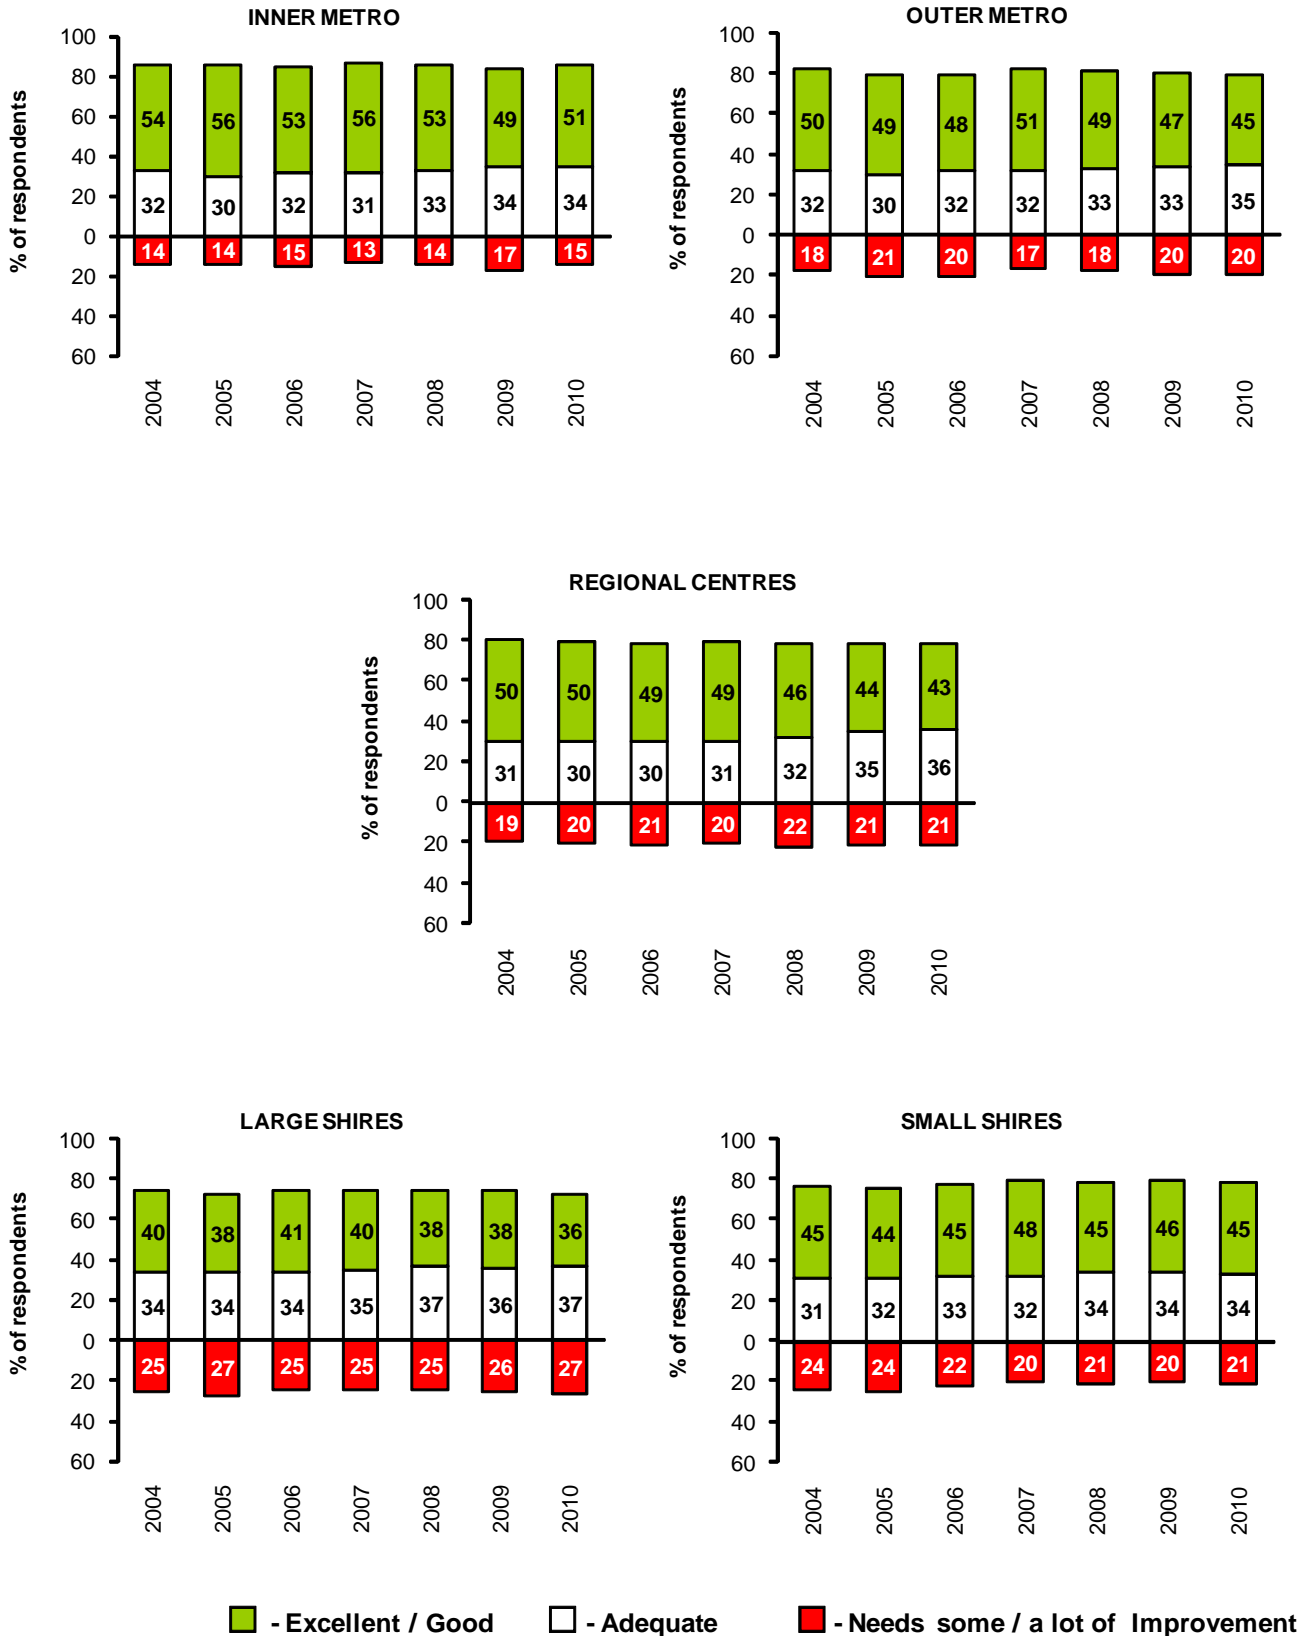 INNER METRO
100
80
60
40
20
0
20
40
60
% of respondents
54 56 53 56 53 49 51
32 30 32 31 33 34 34
14 14 15 13 14 17 15
2004 2005 2006 2007 2008 2009 2010
OUTER METRO
100
80
60
40
20
0
20
40
60
% of respondents
50 49 48 51 49 47 45
32 30 32 32 33 33 35
18 21 20 17 18 20 20
2004 2005 2006 2007 2008 2009 2010
REGIONAL CENTRES
100
80
60
40
20
0
20
40
60
% of respondents
50 50 49 49 46 44 43
31 30 30 31 32 35 36
19 20 21 20 22 21 21
2004 2005 2006 2007 2008 2009 2010
LARGE SHIRES
100
80
60
40
20
0
20
40
60
% of respondents
40 38 41 40 38 38 36
34 34 34 35 37 36 37
25 27 25 25 25 26 27
2004 2005 2006 2007 2008 2009 2010
SMALL SHIRES
100
80
60
40
20
0
20
40
60
% of respondents
45 44 45 48 45 46 45
31 32 33 32 34 34 34
24 24 22 20 21 20 21
2004 2005 2006 2007 2008 2009 2010
- Excellent / Good - Adequate - Needs some / a lot of Improvement